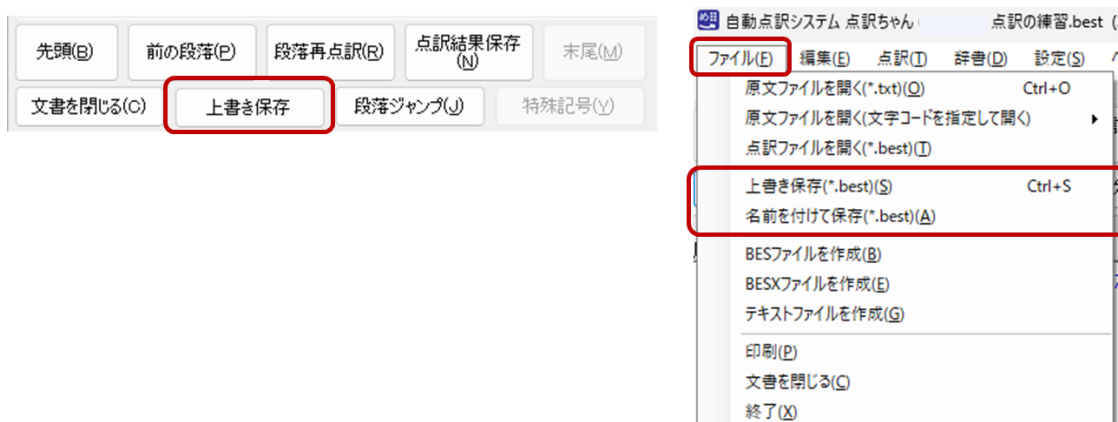 先頭(B) 前の段落(P) 段落再点訳(R) 点訳結果保存(N) 末尾(M)
文書を閉じる(C) 上書き保存 段落ジャンプ(J) 特殊記号(Y)
自動点訳システム 点訳ちゃん 点訳の練習.best (
ファイル(F) 編集(E) 点訳(T) 辞書(D) 設定(S)
原文ファイルを開く(*.txt)(O) Ctrl+O
原文ファイルを開く(文字コードを指定して開く)
点訳ファイルを開く(*.best)(T)
上書き保存(*.best)(S) Ctrl+S
名前を付けて保存(*.best)(A)
BESファイルを作成(B)
BESXファイルを作成(E)
テキストファイルを作成(G)
印刷(P)
文書を閉じる(C)
終了(X)